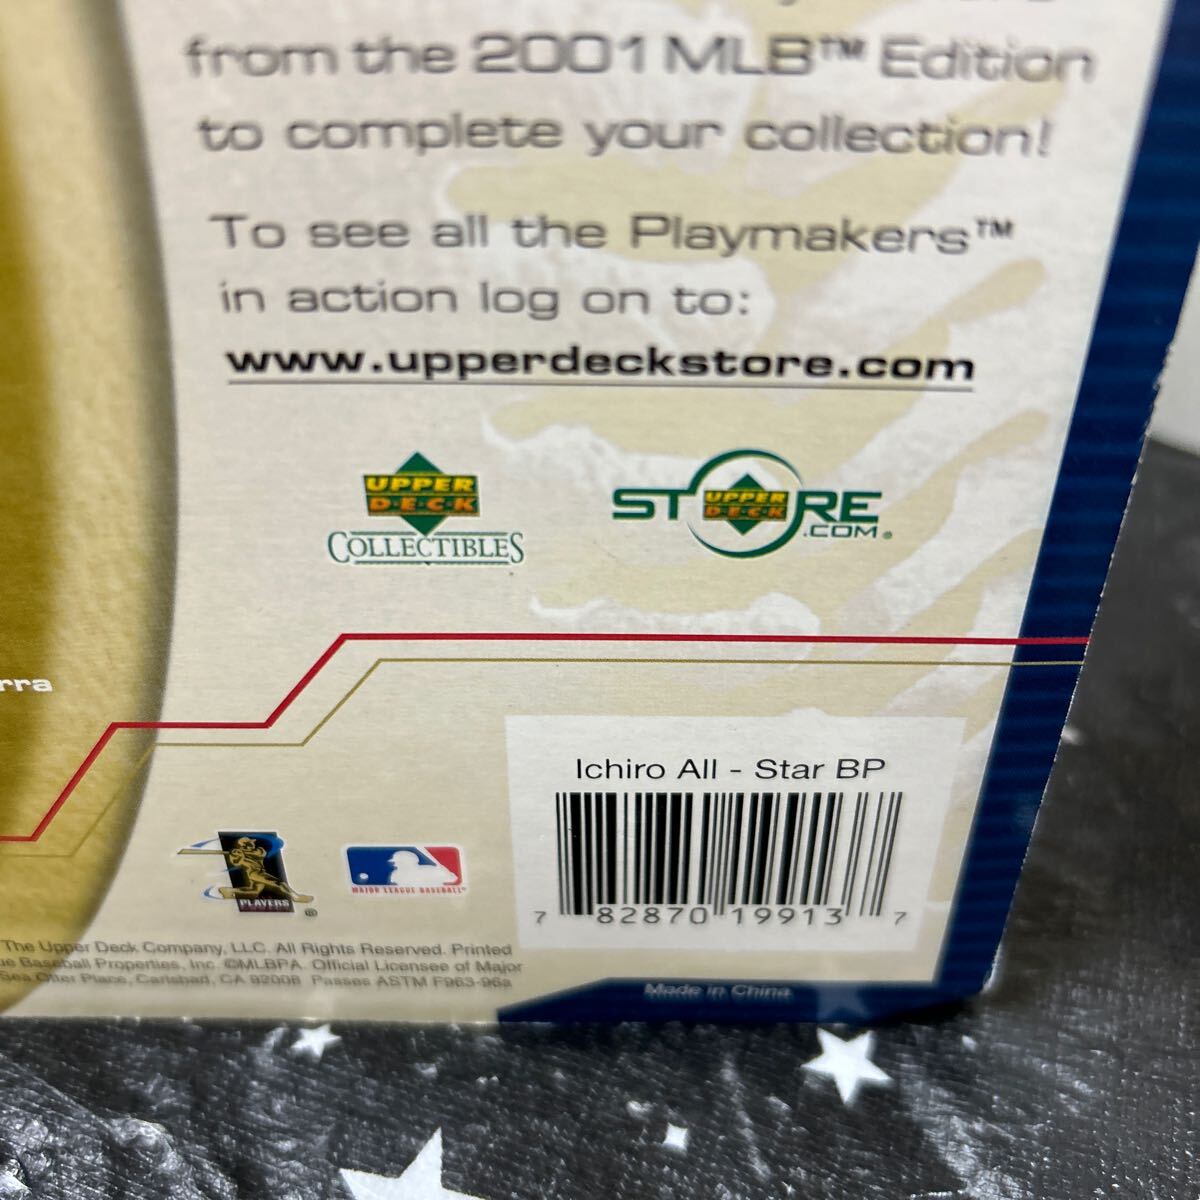 from the 2001 MLB™ Edition
to complete your collection!
To see all the Playmakers™
in action log on to:
www.upperdeckstore.com
UPPER
D·E·C·K
COLLECTIBLES
ST UPPER DECK RE
.COM
rra
Ichiro All - Star BP
7 82870 19913 7
PLAYERS
®
MAJOR LEAGUE BASEBALL
The Upper Deck Company, LLC. All Rights Reserved. Printed
ue Baseball Properties, Inc. ©MLBPA. Official Licensee of Major
Sea Otter Place, Carlsbad, CA 92008 Passes ASTM F963-96a
Made in China